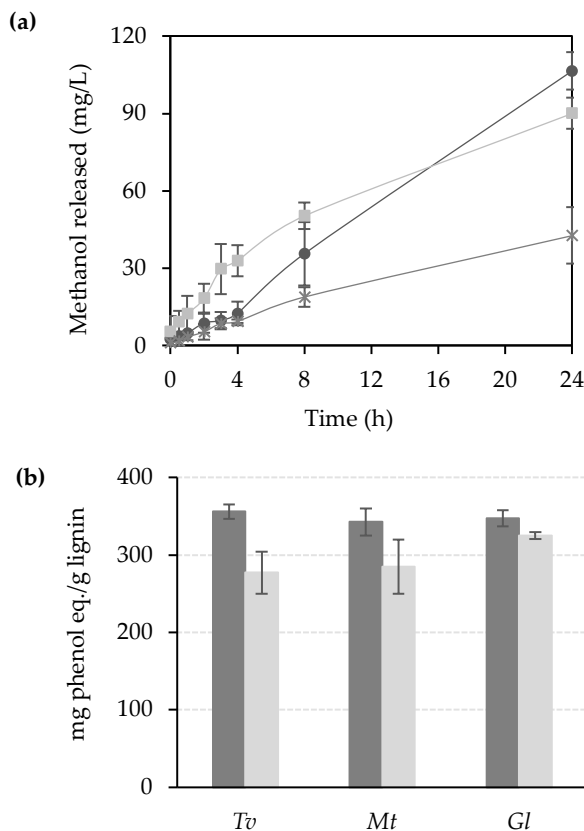 (a)
Methanol released (mg/L)
120
90
60
30
0
0 4 8 12 16 20 24
Time (h)
(b)
mg phenol eq./g lignin
400
300
200
100
0
Tv Mt Gl